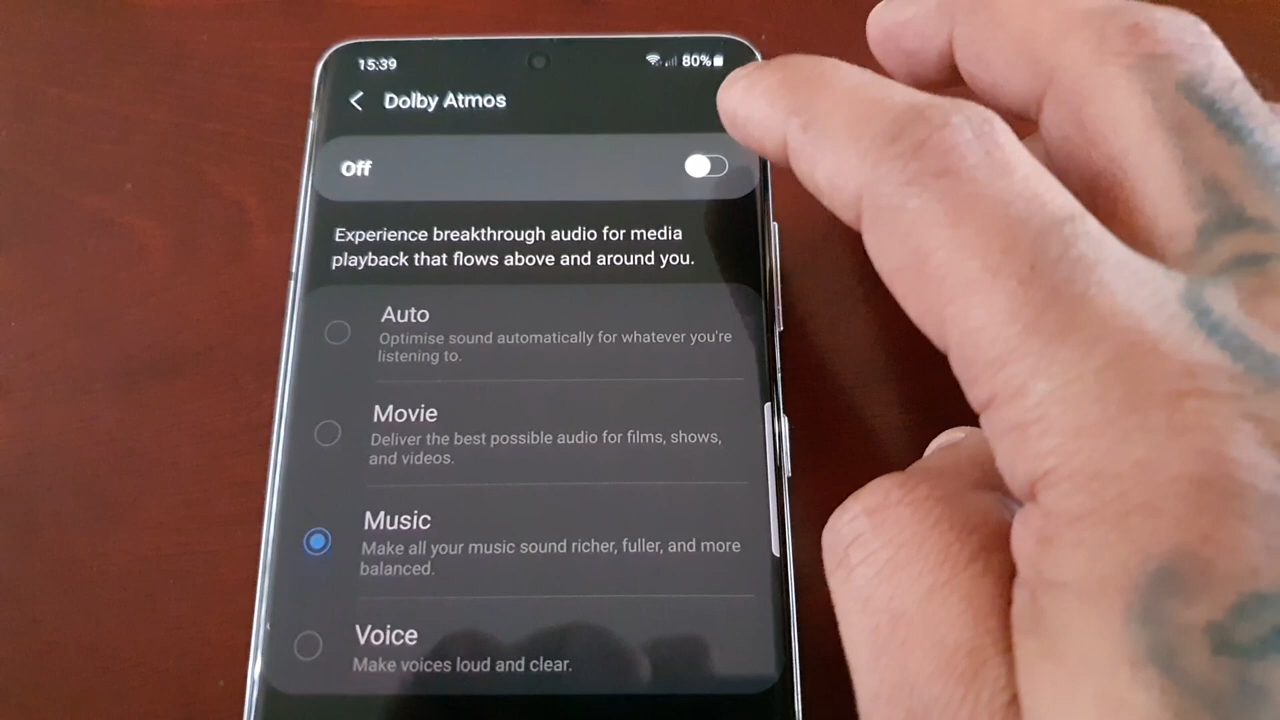 15:39 80%
Dolby Atmos
Off
Experience breakthrough audio for media
playback that flows above and around you.
Auto
Optimise sound automatically for whatever you're
listening to.
Movie
Deliver the best possible audio for films, shows,
and videos.
Music
Make all your music sound richer, fuller, and more
balanced.
Voice
Make voices loud and clear.